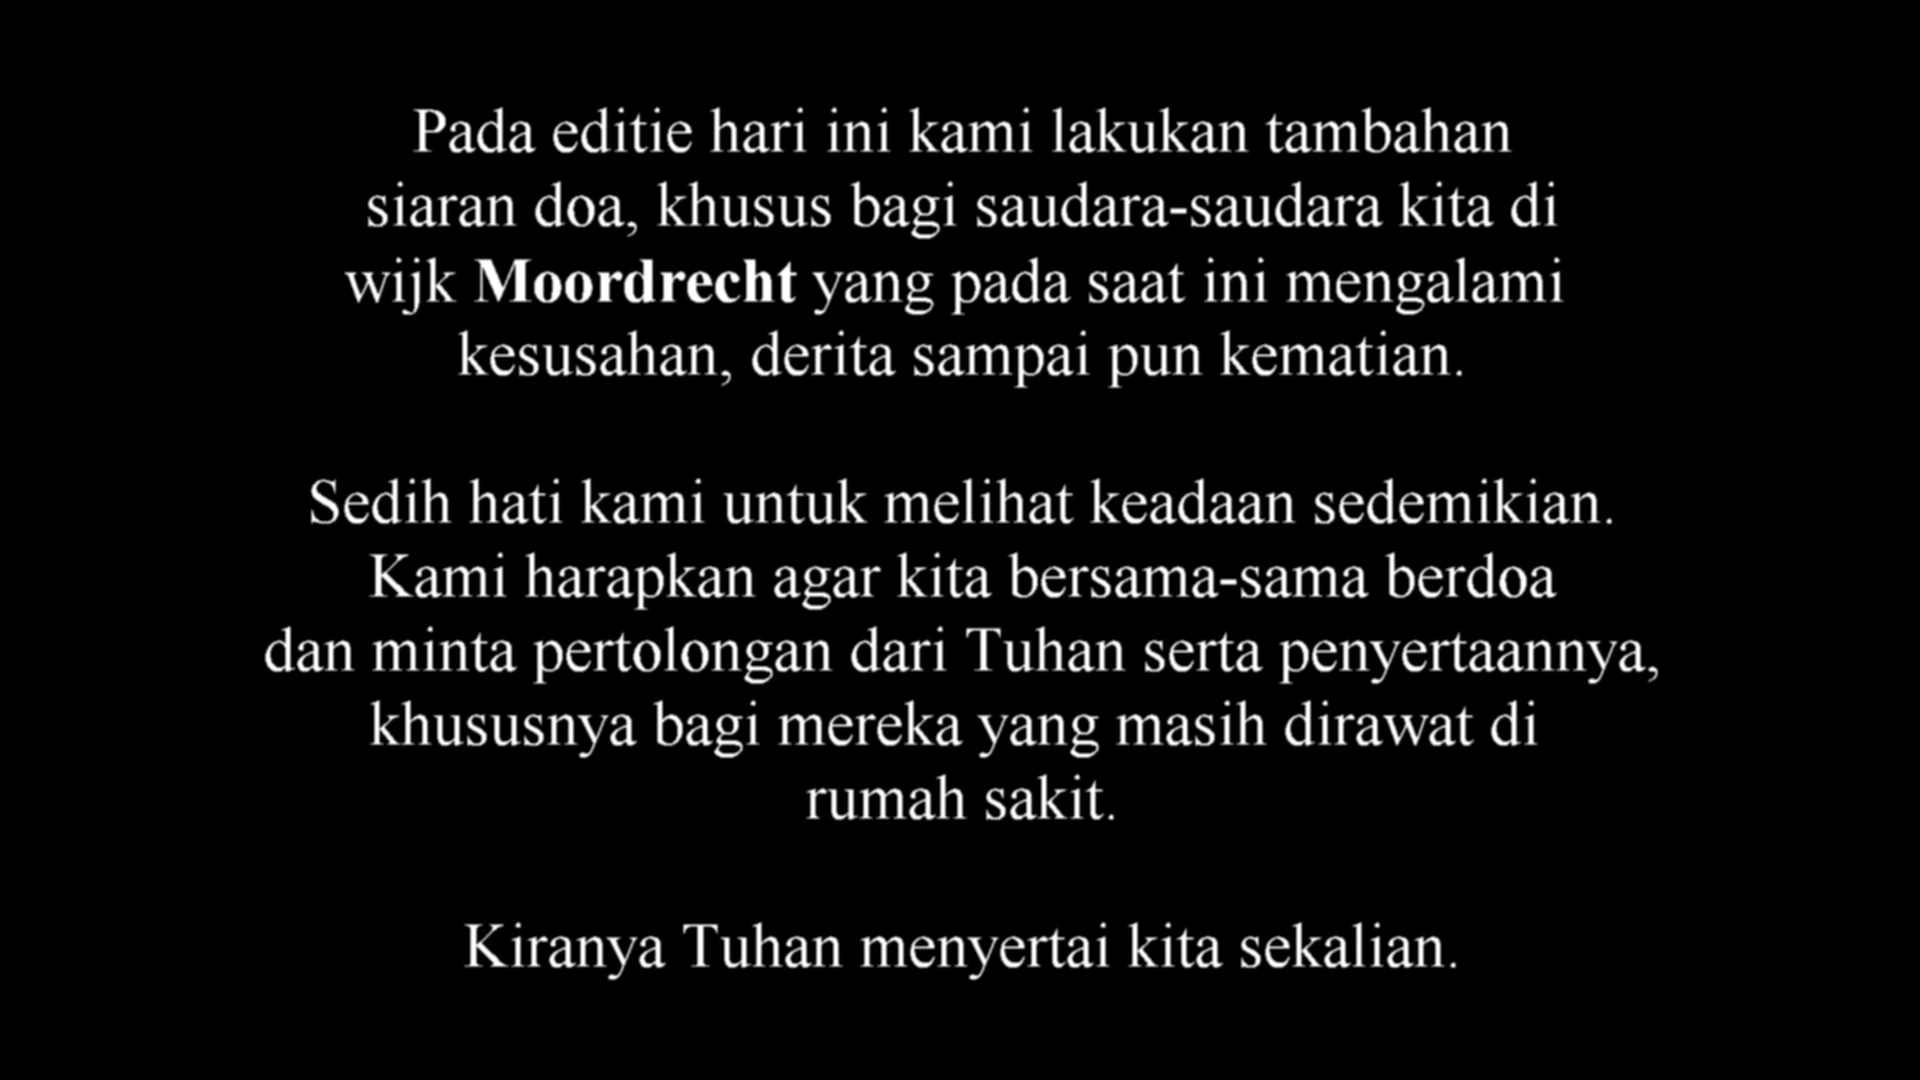 Pada editie hari ini kami lakukan tambahan
siaran doa, khusus bagi saudara-saudara kita di
wijk Moordrecht yang pada saat ini mengalami
kesusahan, derita sampai pun kematian.
Sedih hati kami untuk melihat keadaan sedemikian.
Kami harapkan agar kita bersama-sama berdoa
dan minta pertolongan dari Tuhan serta penyertaannya,
khususnya bagi mereka yang masih dirawat di
rumah sakit.
Kiranya Tuhan menyertai kita sekalian.